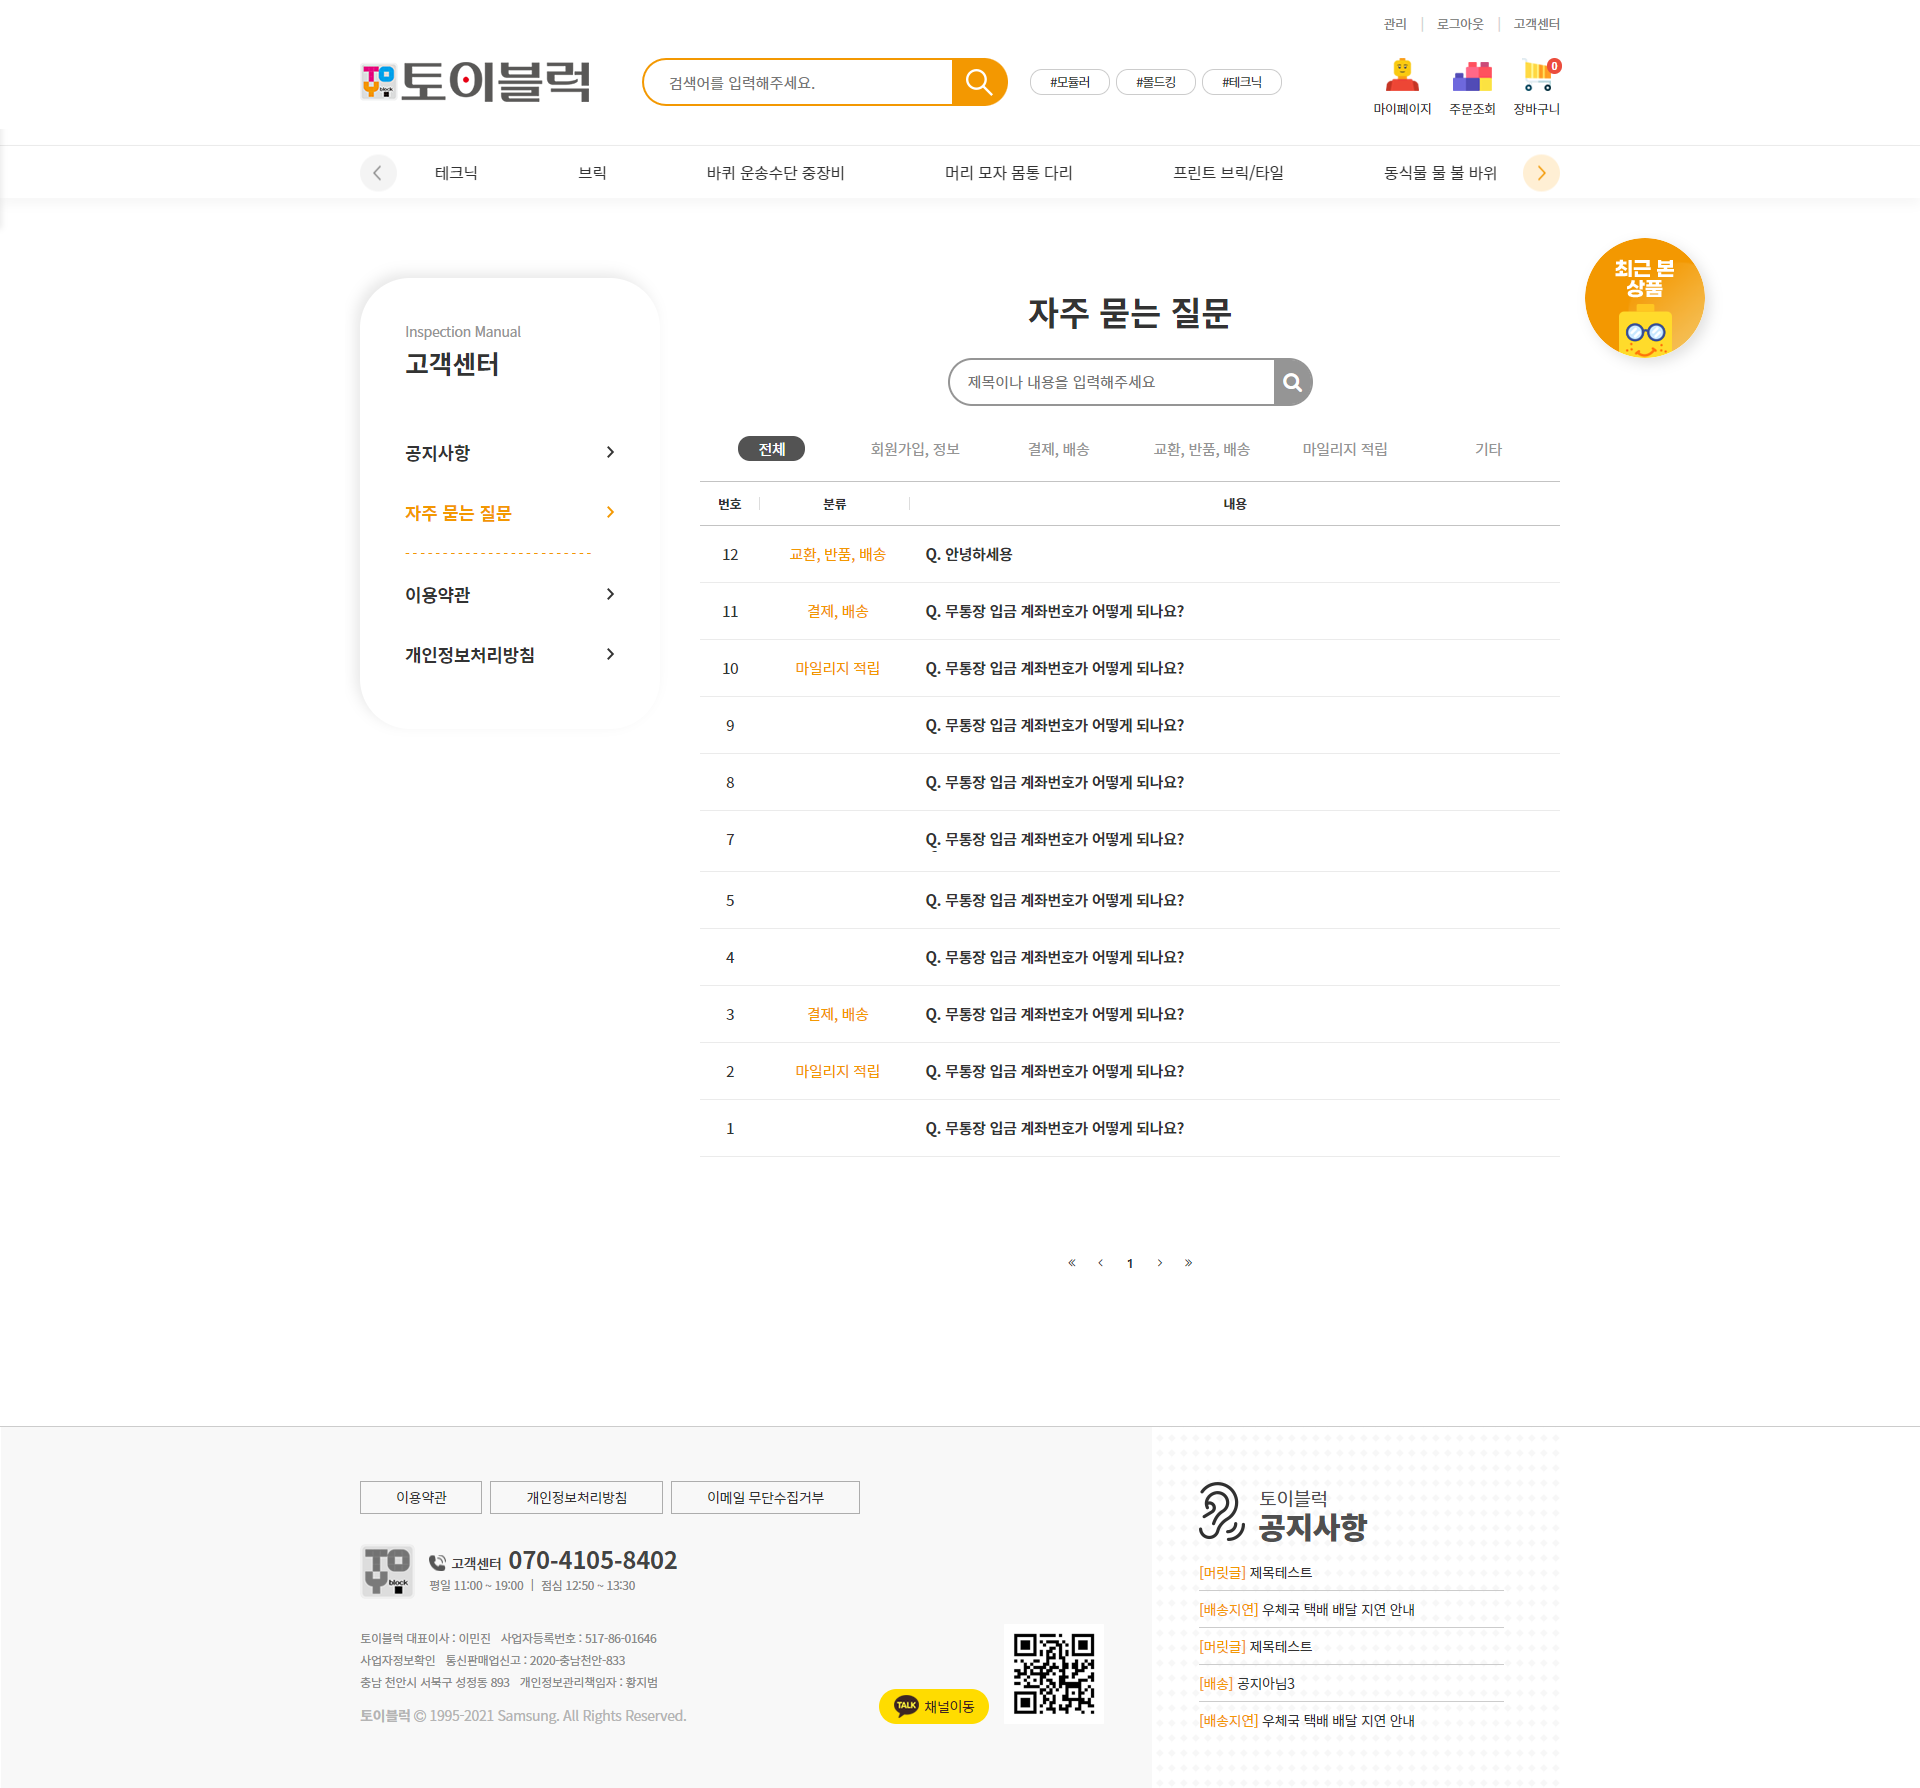 관리 | 로그아웃 | 고객센터
TOY block 토이블럭
검색어를 입력해주세요.
#모듈러 #몰드킹 #테크닉
0
마이페이지 주문조회 장바구니
테크닉 브릭 바퀴 운송수단 중장비 머리 모자 몸통 다리 프린트 브릭/타일 동식물 물 불 바위
최근 본
상품
Inspection Manual
고객센터
공지사항
자주 묻는 질문
이용약관
개인정보처리방침
자주 묻는 질문
제목이나 내용을 입력해주세요
전체 회원가입, 정보 결제, 배송 교환, 반품, 배송 마일리지 적립 기타
번호 분류 내용
12 교환, 반품, 배송 Q. 안녕하세용
11 결제, 배송 Q. 무통장 입금 계좌번호가 어떻게 되나요?
10 마일리지 적립 Q. 무통장 입금 계좌번호가 어떻게 되나요?
9 Q. 무통장 입금 계좌번호가 어떻게 되나요?
8 Q. 무통장 입금 계좌번호가 어떻게 되나요?
7 Q. 무통장 입금 계좌번호가 어떻게 되나요?
5 Q. 무통장 입금 계좌번호가 어떻게 되나요?
4 Q. 무통장 입금 계좌번호가 어떻게 되나요?
3 결제, 배송 Q. 무통장 입금 계좌번호가 어떻게 되나요?
2 마일리지 적립 Q. 무통장 입금 계좌번호가 어떻게 되나요?
1 Q. 무통장 입금 계좌번호가 어떻게 되나요?
« ‹ 1 › »
이용약관 개인정보처리방침 이메일 무단수집거부
TOY block
고객센터 070-4105-8402
평일 11:00 ~ 19:00 | 점심 12:50 ~ 13:30
토이블럭 대표이사 : 이민진 사업자등록번호 : 517-86-01646
사업자정보확인 통신판매업신고 : 2020-충남천안-833
충남 천안시 서북구 성정동 893 개인정보관리책임자 : 황지범
토이블럭 © 1995-2021 Samsung. All Rights Reserved.
TALK 채널이동
토이블럭
공지사항
[머릿글] 제목테스트
[배송지연] 우체국 택배 배달 지연 안내
[머릿글] 제목테스트
[배송] 공지아님3
[배송지연] 우체국 택배 배달 지연 안내